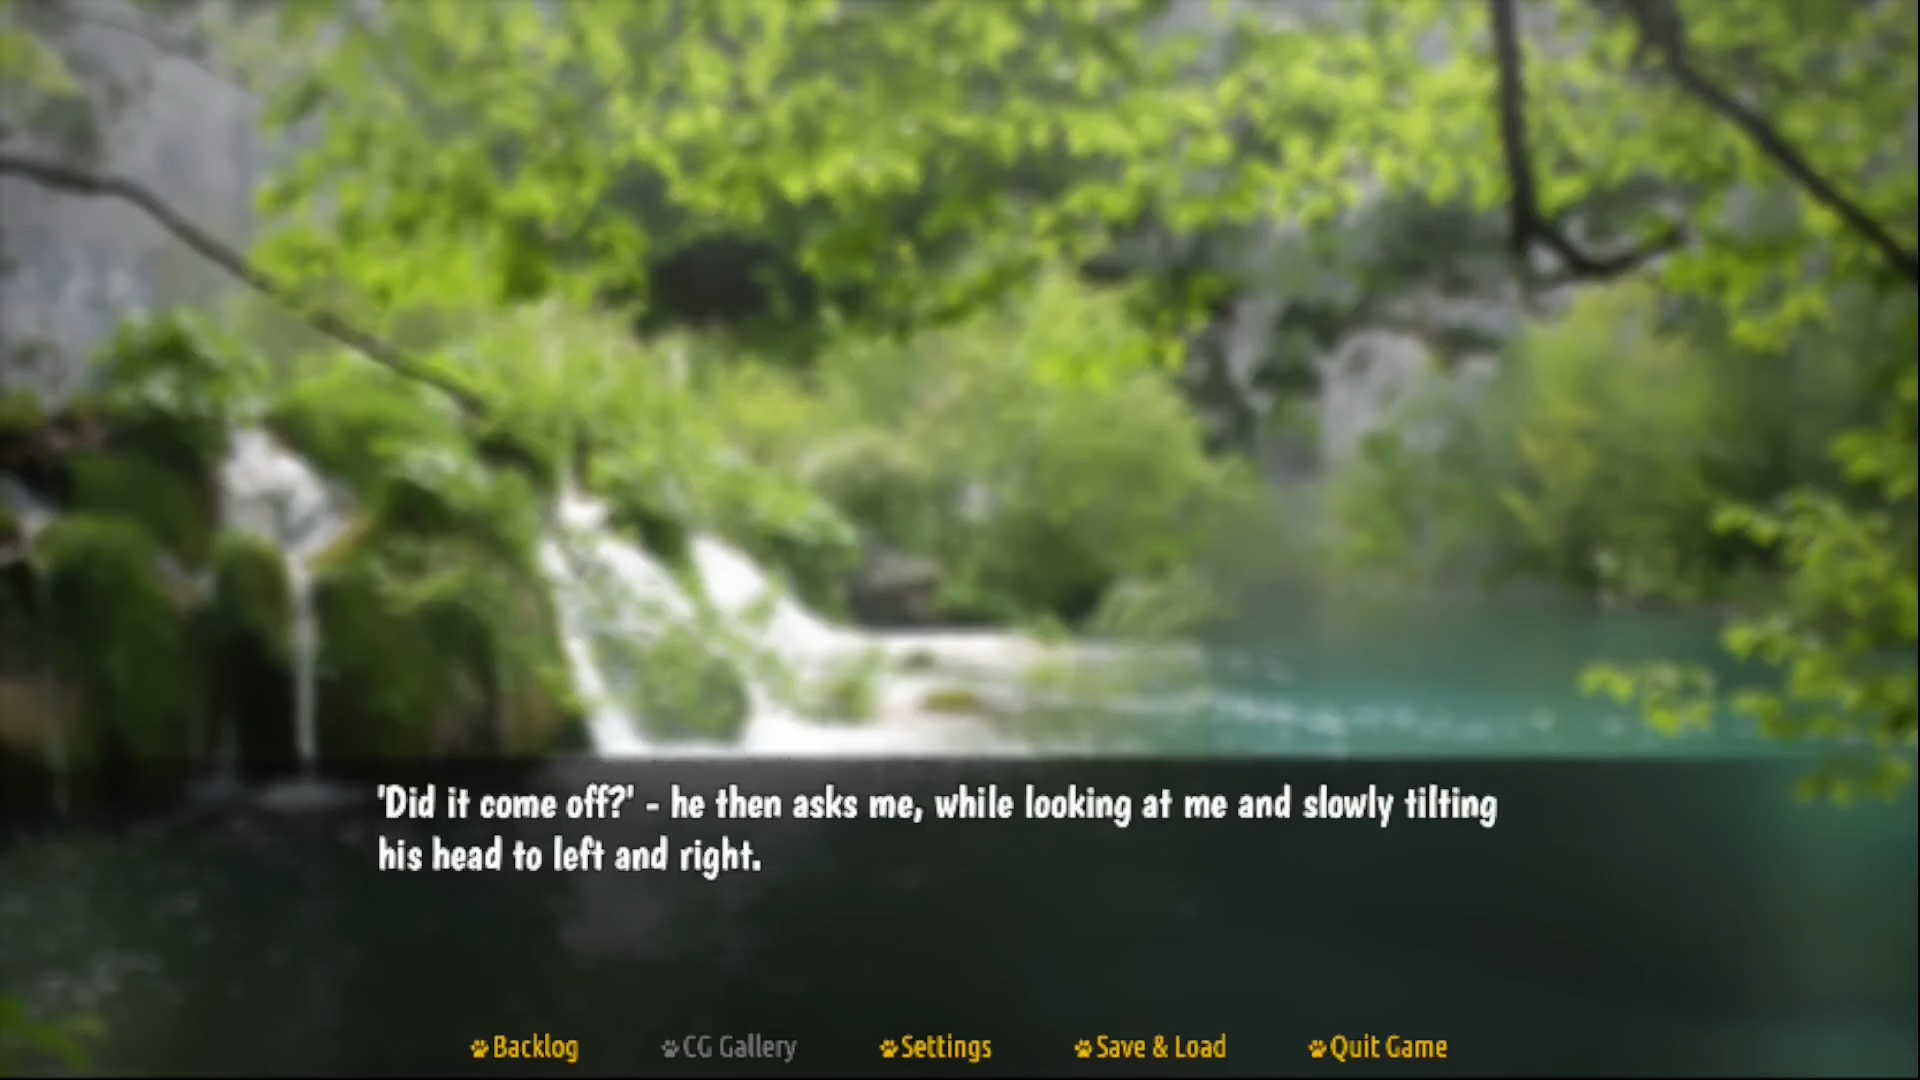 'Did it come off?' - he then asks me, while looking at me and slowly tilting
his head to left and right.
Backlog
CG Gallery
Settings
Save & Load
Quit Game